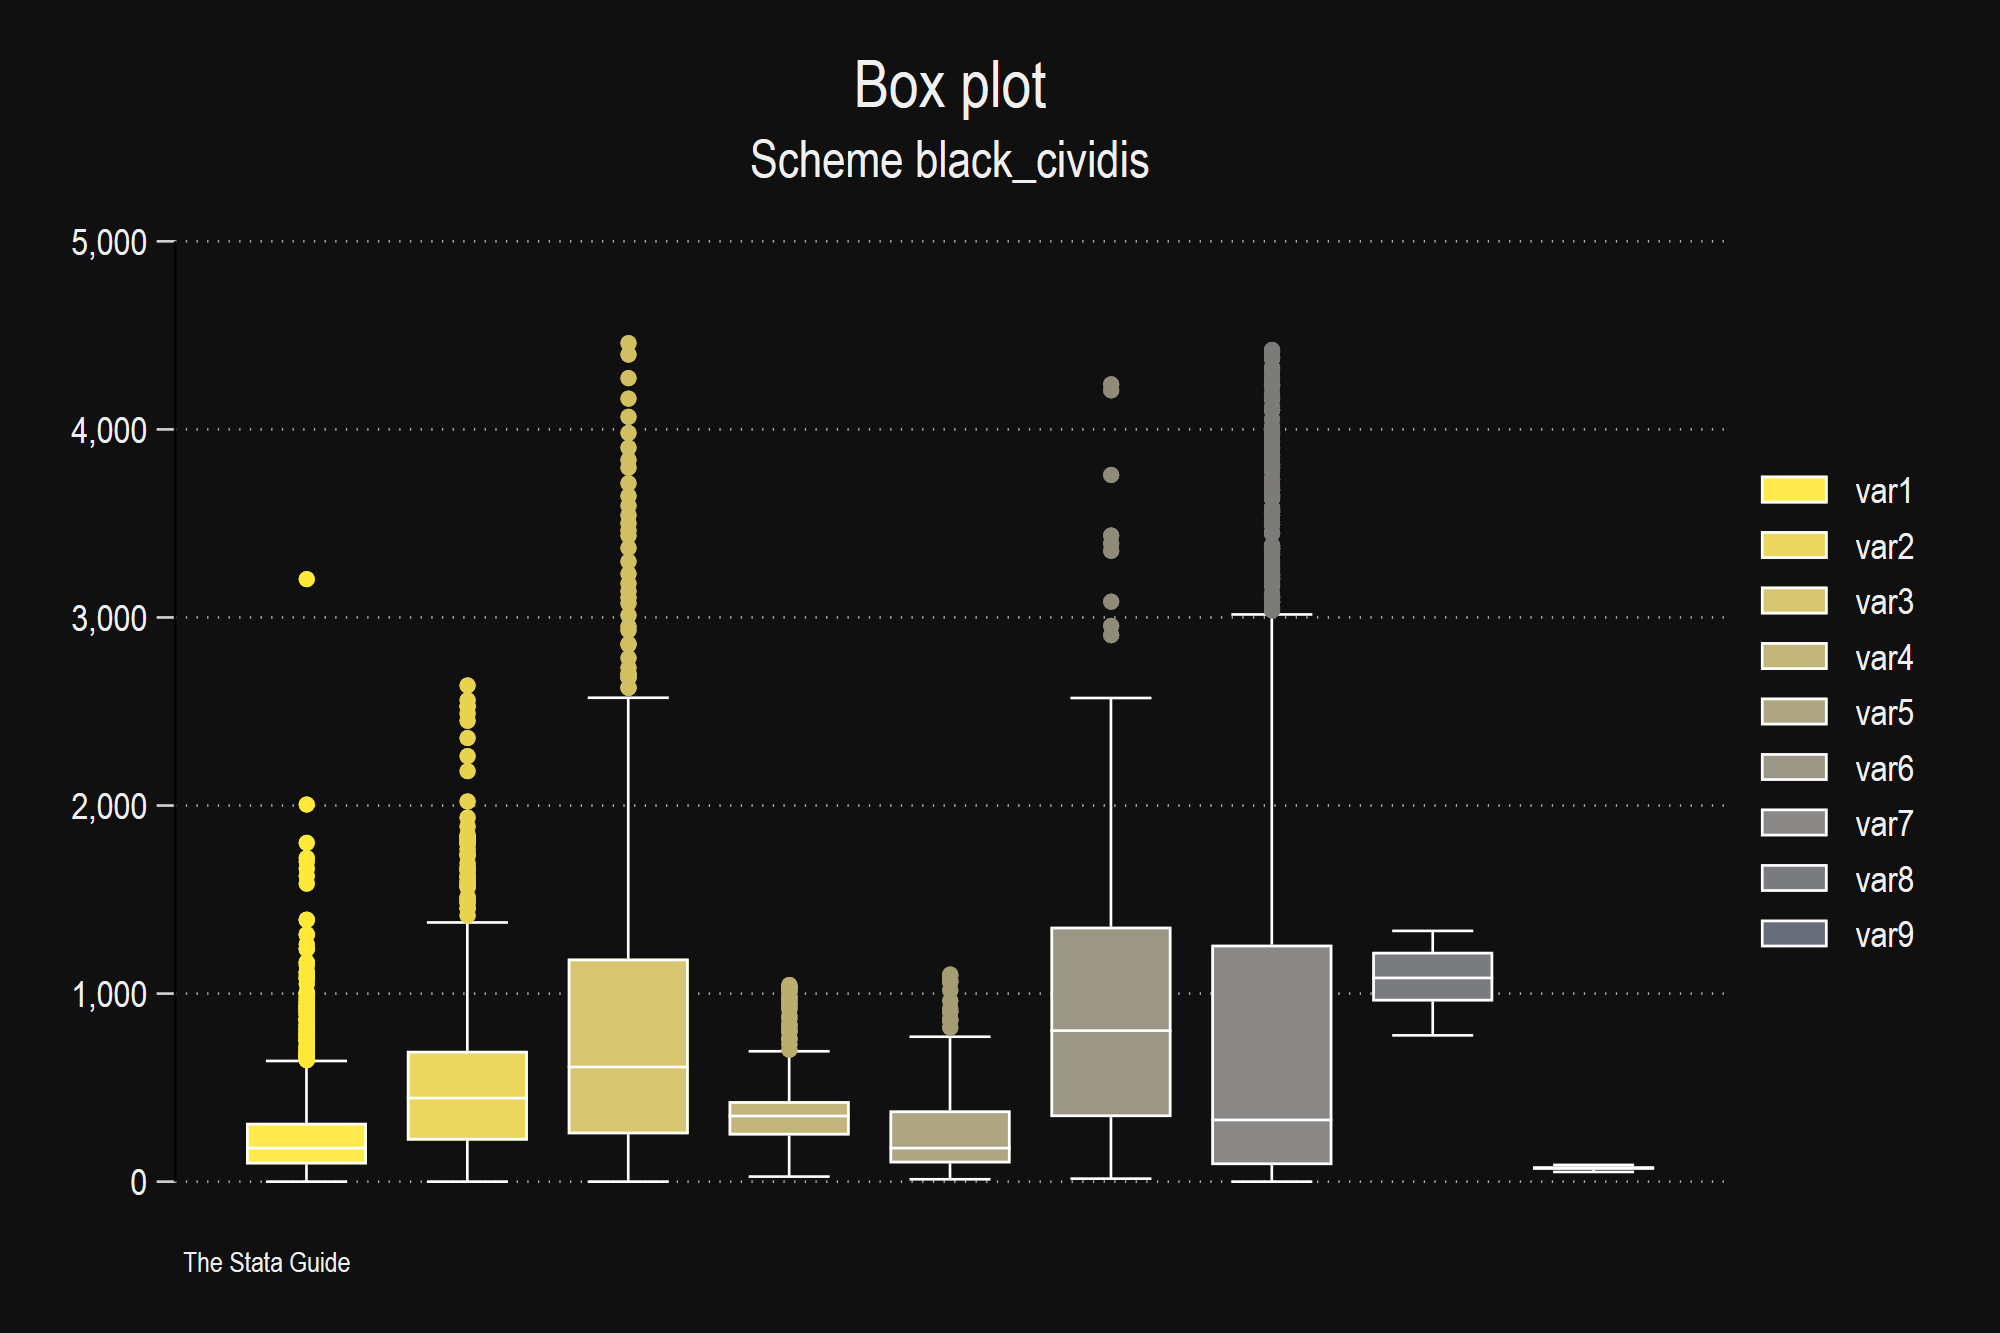 Box plot
Scheme black_cividis
5,000
4,000
3,000
2,000
1,000
0
var1
var2
var3
var4
var5
var6
var7
var8
var9
The Stata Guide